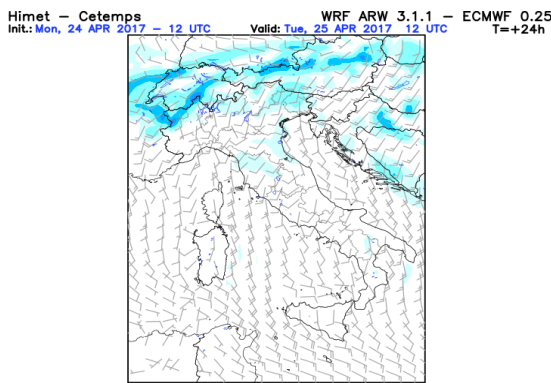 Himet – Cetemps WRF ARW 3.1.1 – ECMWF 0.25
Init.: Mon, 24 APR 2017 – 12 UTC Valid: Tue, 25 APR 2017 12 UTC T=+24h